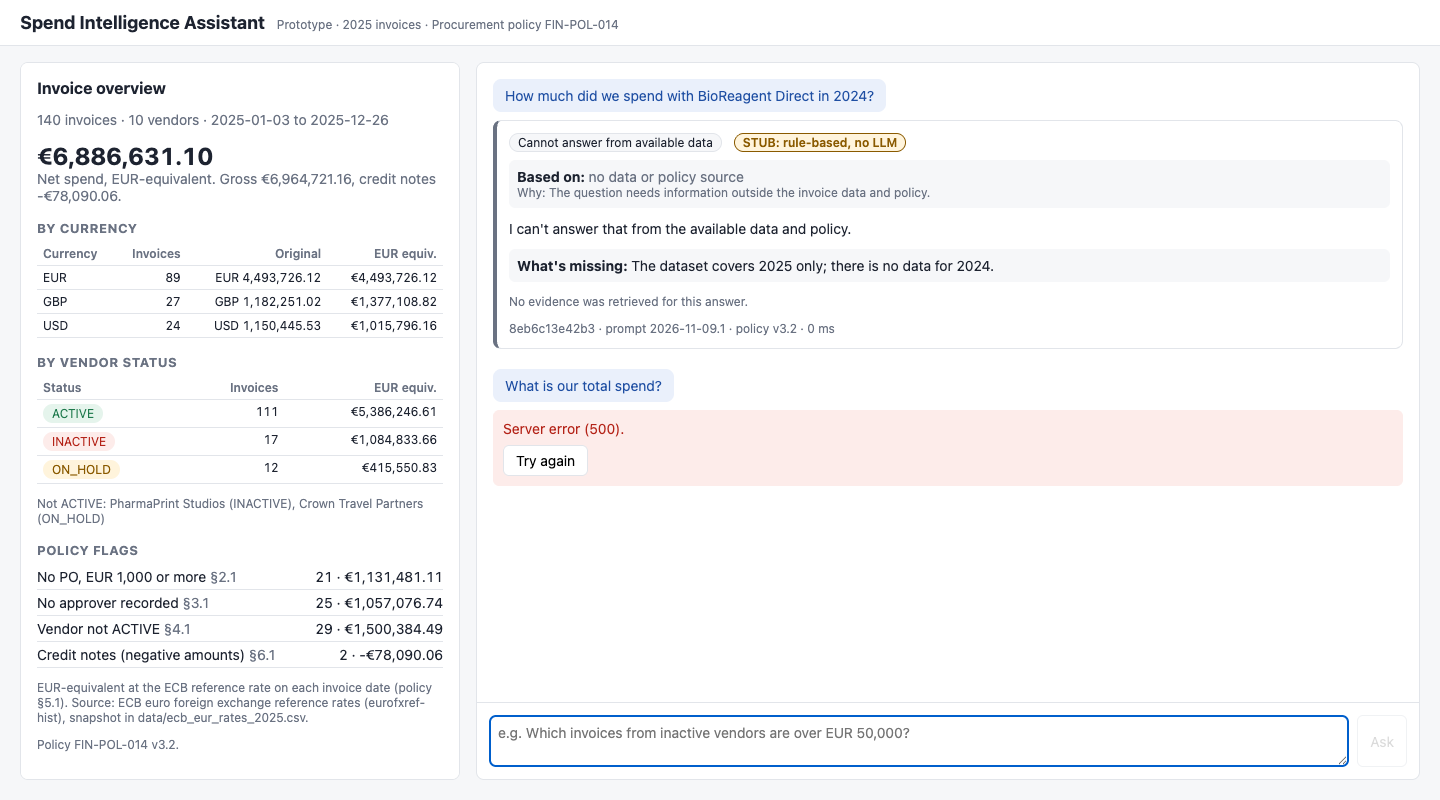 Spend Intelligence Assistant Prototype · 2025 invoices · Procurement policy FIN-POL-014
Invoice overview
140 invoices · 10 vendors · 2025-01-03 to 2025-12-26
€6,886,631.10
Net spend, EUR-equivalent. Gross €6,964,721.16, credit notes
-€78,090.06.
BY CURRENCY
Currency Invoices Original EUR equiv.
EUR 89 EUR 4,493,726.12 €4,493,726.12
GBP 27 GBP 1,182,251.02 €1,377,108.82
USD 24 USD 1,150,445.53 €1,015,796.16
BY VENDOR STATUS
Status Invoices EUR equiv.
ACTIVE 111 €5,386,246.61
INACTIVE 17 €1,084,833.66
ON_HOLD 12 €415,550.83
Not ACTIVE: PharmaPrint Studios (INACTIVE), Crown Travel Partners
(ON_HOLD)
POLICY FLAGS
No PO, EUR 1,000 or more §2.1 21 · €1,131,481.11
No approver recorded §3.1 25 · €1,057,076.74
Vendor not ACTIVE §4.1 29 · €1,500,384.49
Credit notes (negative amounts) §6.1 2 · -€78,090.06
EUR-equivalent at the ECB reference rate on each invoice date (policy
§5.1). Source: ECB euro foreign exchange reference rates (eurofxref-
hist), snapshot in data/ecb_eur_rates_2025.csv.
Policy FIN-POL-014 v3.2.
How much did we spend with BioReagent Direct in 2024?
Cannot answer from available data STUB: rule-based, no LLM
Based on: no data or policy source
Why: The question needs information outside the invoice data and policy.
I can't answer that from the available data and policy.
What's missing: The dataset covers 2025 only; there is no data for 2024.
No evidence was retrieved for this answer.
8eb6c13e42b3 · prompt 2026-11-09.1 · policy v3.2 · 0 ms
What is our total spend?
Server error (500).
Try again
e.g. Which invoices from inactive vendors are over EUR 50,000?
Ask